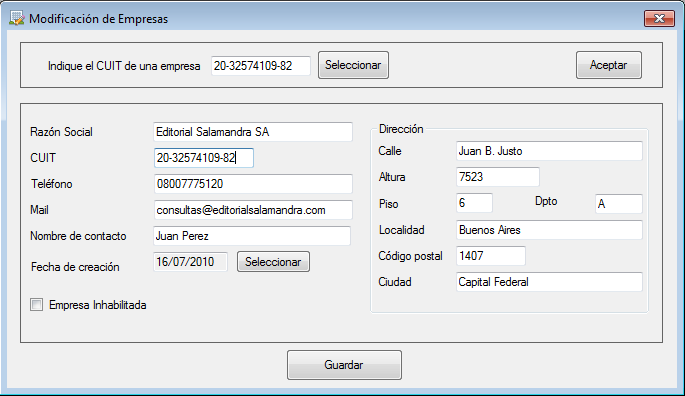 Modificación de Empresas
Indique el CUIT de una empresa 20-32574109-82 Seleccionar Aceptar
Razón Social Editorial Salamandra SA
CUIT 20-32574109-82
Teléfono 08007775120
Mail consultas@editorialsalamandra.com
Nombre de contacto Juan Perez
Fecha de creación 16/07/2010 Seleccionar
Empresa Inhabilitada
Dirección
Calle Juan B. Justo
Altura 7523
Piso 6 Dpto A
Localidad Buenos Aires
Código postal 1407
Ciudad Capital Federal
Guardar